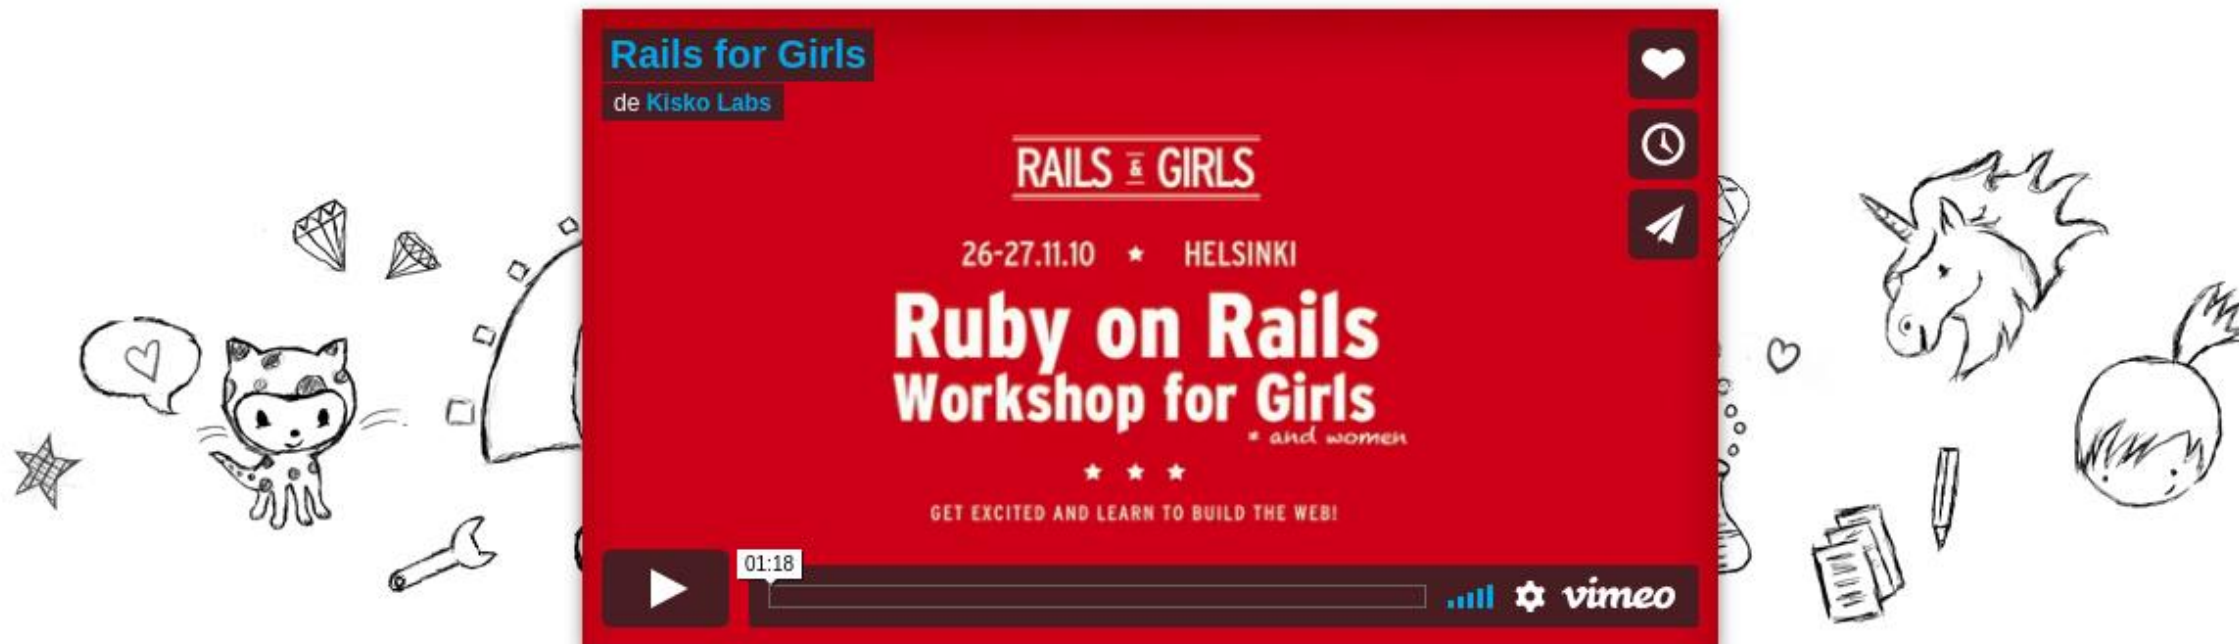 Rails for Girls
de Kisko Labs
RAILS & GIRLS
26-27.11.10 ★ HELSINKI
Ruby on Rails
Workshop for Girls
* and women
★ ★ ★
GET EXCITED AND LEARN TO BUILD THE WEB!
01:18
vimeo